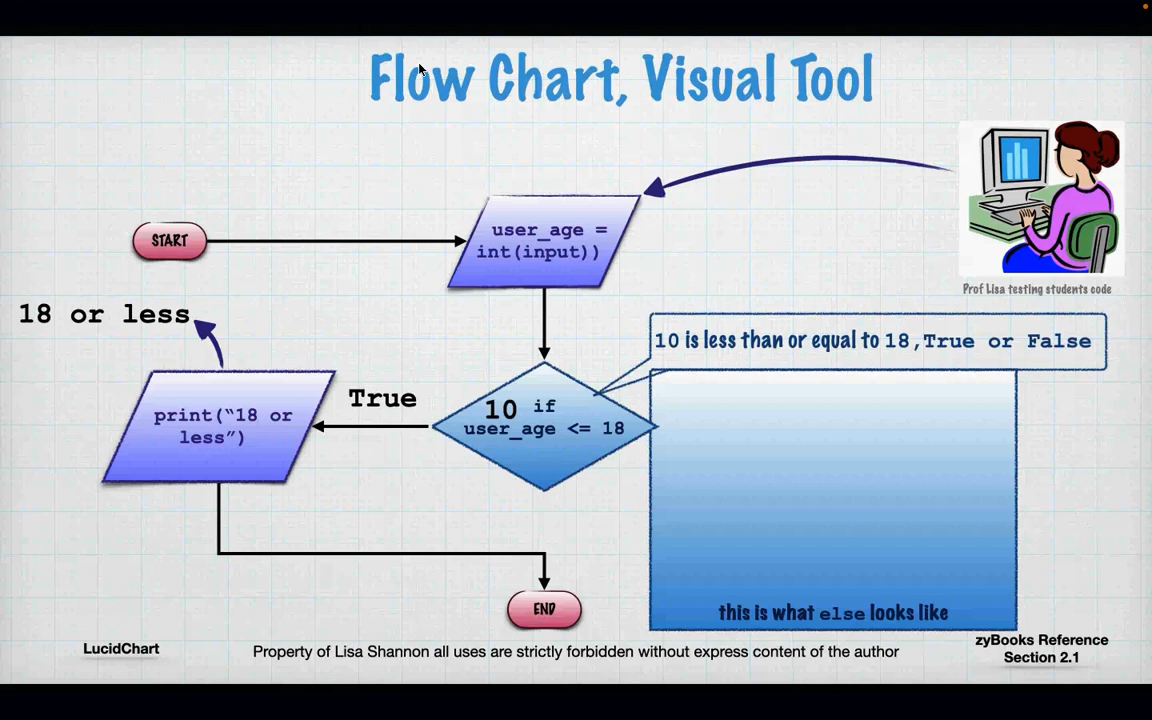 Flow Chart, Visual Tool
START
user_age =
int(input))
Prof Lisa testing students code
18 or less
10 is less than or equal to 18,True or False
print(“18 or
less”)
True
10 if
user_age <= 18
END
this is what else looks like
LucidChart
Property of Lisa Shannon all uses are strictly forbidden without express content of the author
zyBooks Reference
Section 2.1